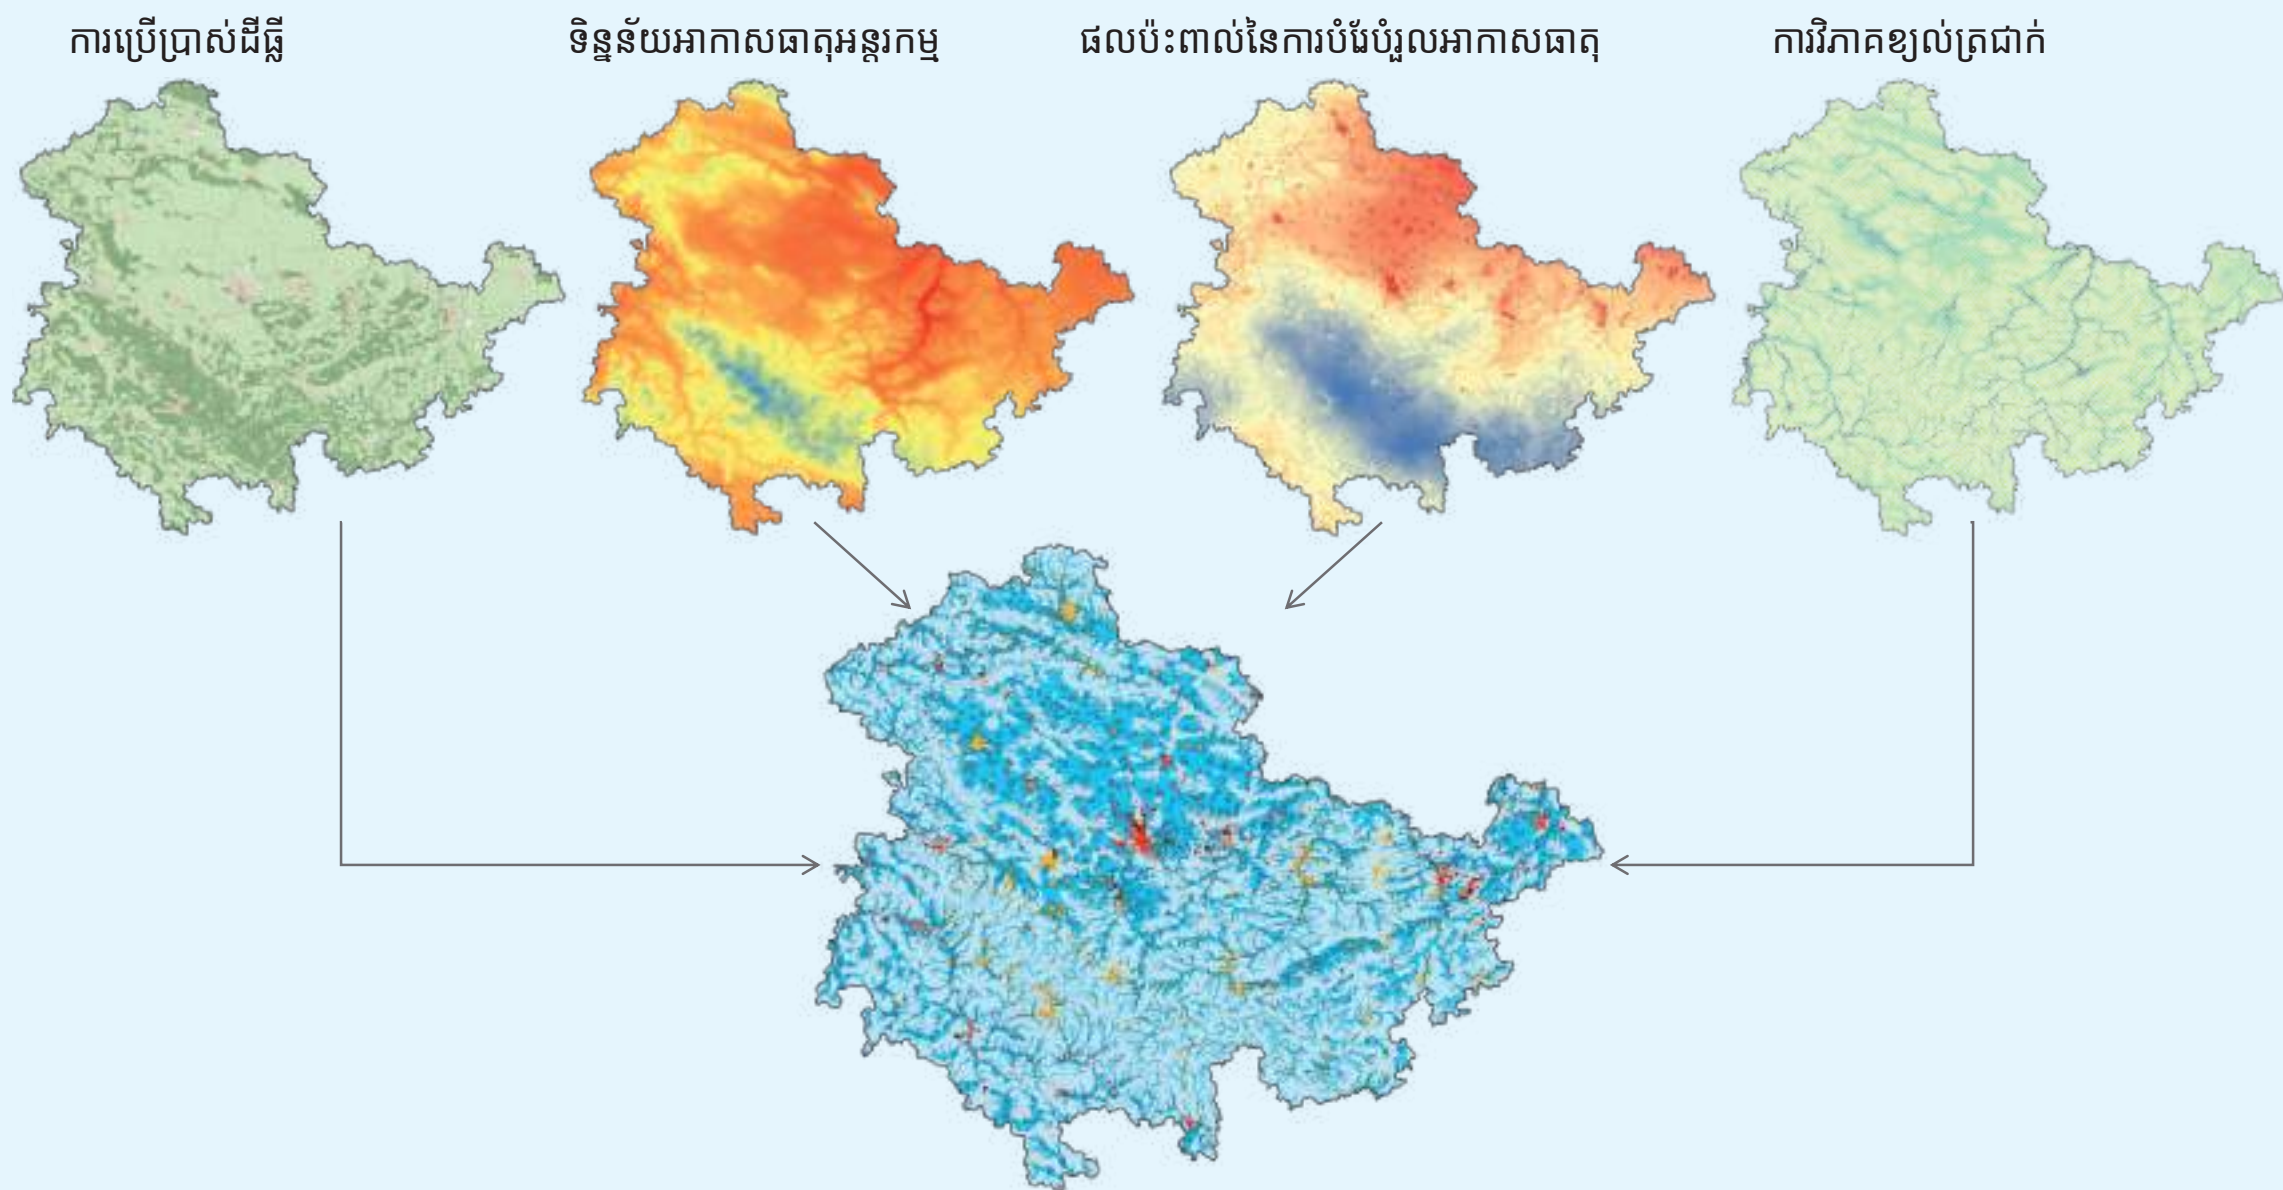 ការប្រើប្រាស់ដីធ្លី
ទិន្នន័យអាកាសធាតុអន្តរកម្ម
ផលប៉ះពាល់នៃការបំរែបំរួលអាកាសធាតុ
ការវិភាគខ្យល់ត្រជាក់